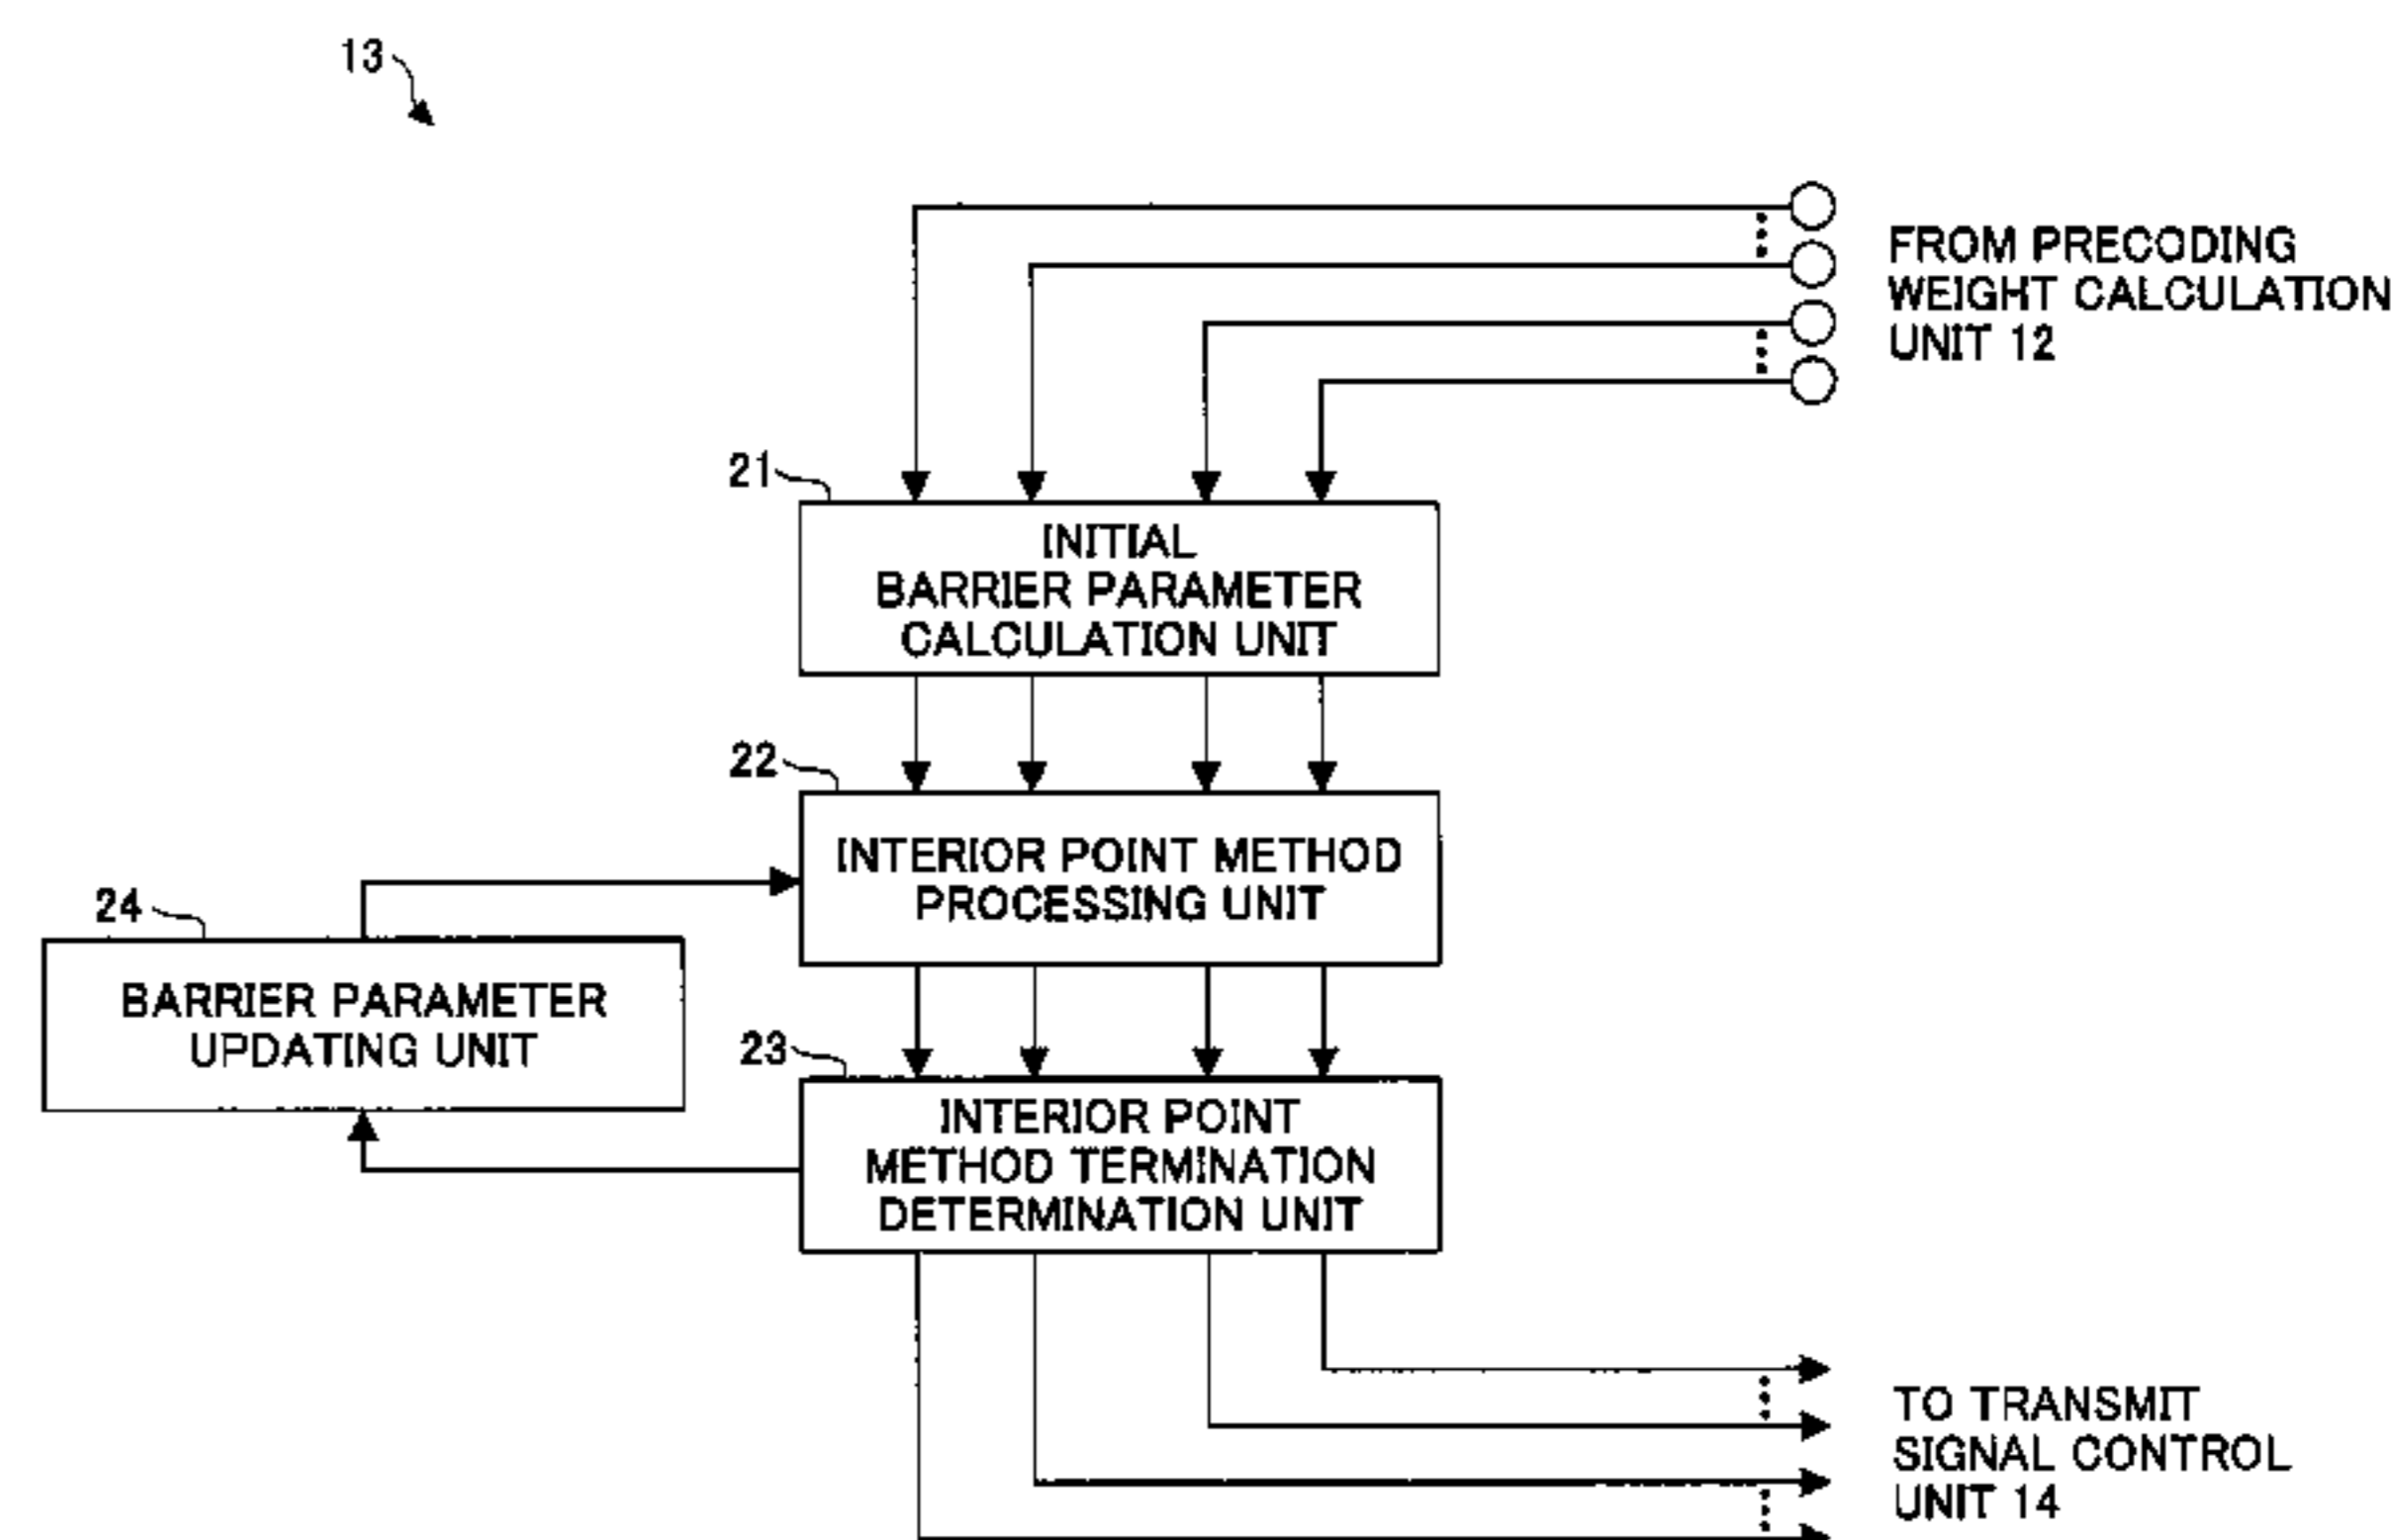 13
FROM PRECODING
WEIGHT CALCULATION
UNIT 12
21
INITIAL
BARRIER PARAMETER
CALCULATION UNIT
22
INTERIOR POINT METHOD
PROCESSING UNIT
24
BARRIER PARAMETER
UPDATING UNIT
23
INTERIOR POINT
METHOD TERMINATION
DETERMINATION UNIT
TO TRANSMIT
SIGNAL CONTROL
UNIT 14